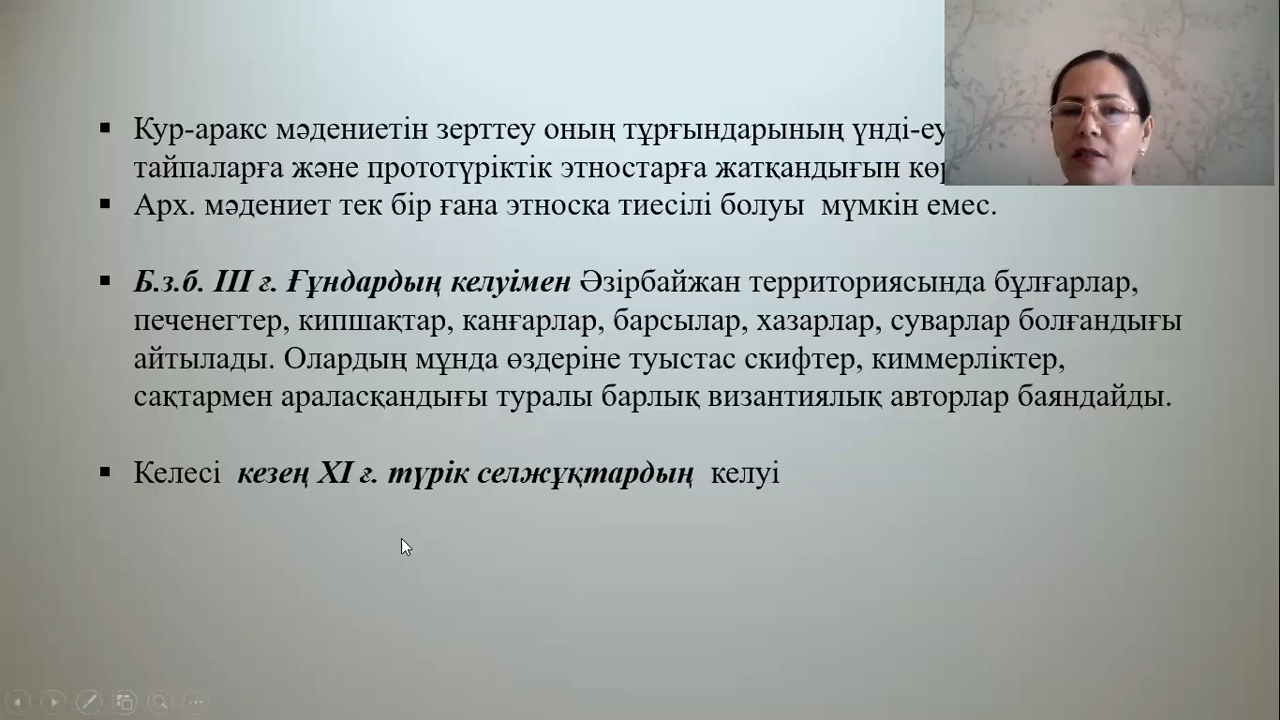 Кур-аракс мәдениетін зерттеу оның тұрғындарының үнді-еу
тайпаларға және прототүріктік этностарға жатқандығын көр
Арх. мәдениет тек бір ғана этноска тиесілі болуы мүмкін емес.
Б.з.б. III ғ. Ғұндардың келуімен Әзірбайжан территориясында бұлғарлар,
печенегтер, кипшақтар, канғарлар, барсылар, хазарлар, суварлар болғандығы
айтылады. Олардың мұнда өздеріне туыстас скифтер, киммерліктер,
сақтармен араласқандығы туралы барлық византиялық авторлар баяндайды.
Келесі кезең XI ғ. түрік селжұқтардың келуі